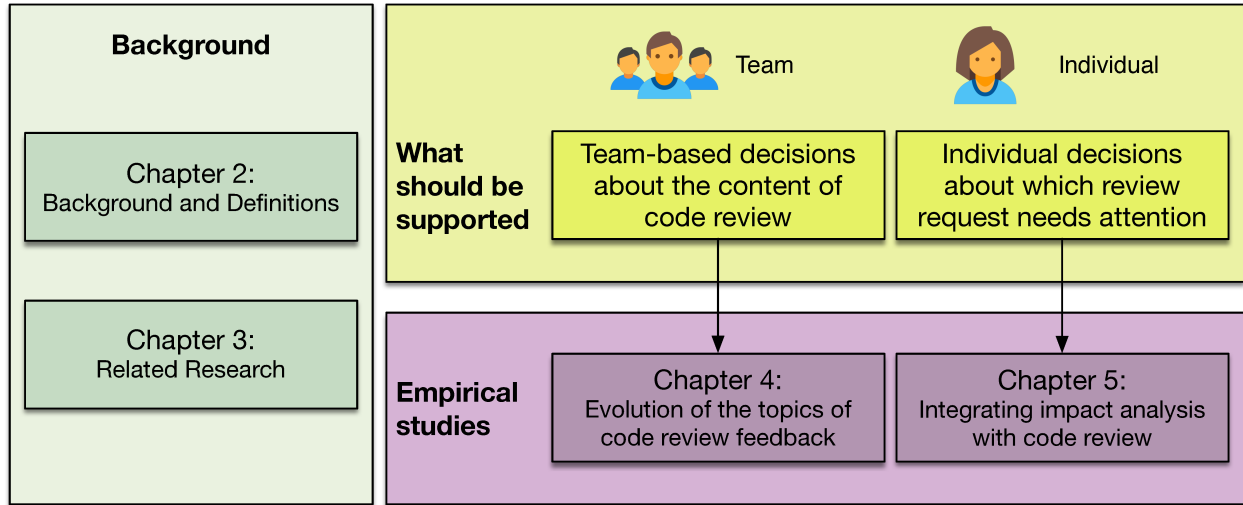 Background
Chapter 2:
Background and Definitions
Chapter 3:
Related Research
Team
Individual
What
should be
supported
Team-based decisions
about the content of
code review
Individual decisions
about which review
request needs attention
Empirical
studies
Chapter 4:
Evolution of the topics of
code review feedback
Chapter 5:
Integrating impact analysis
with code review